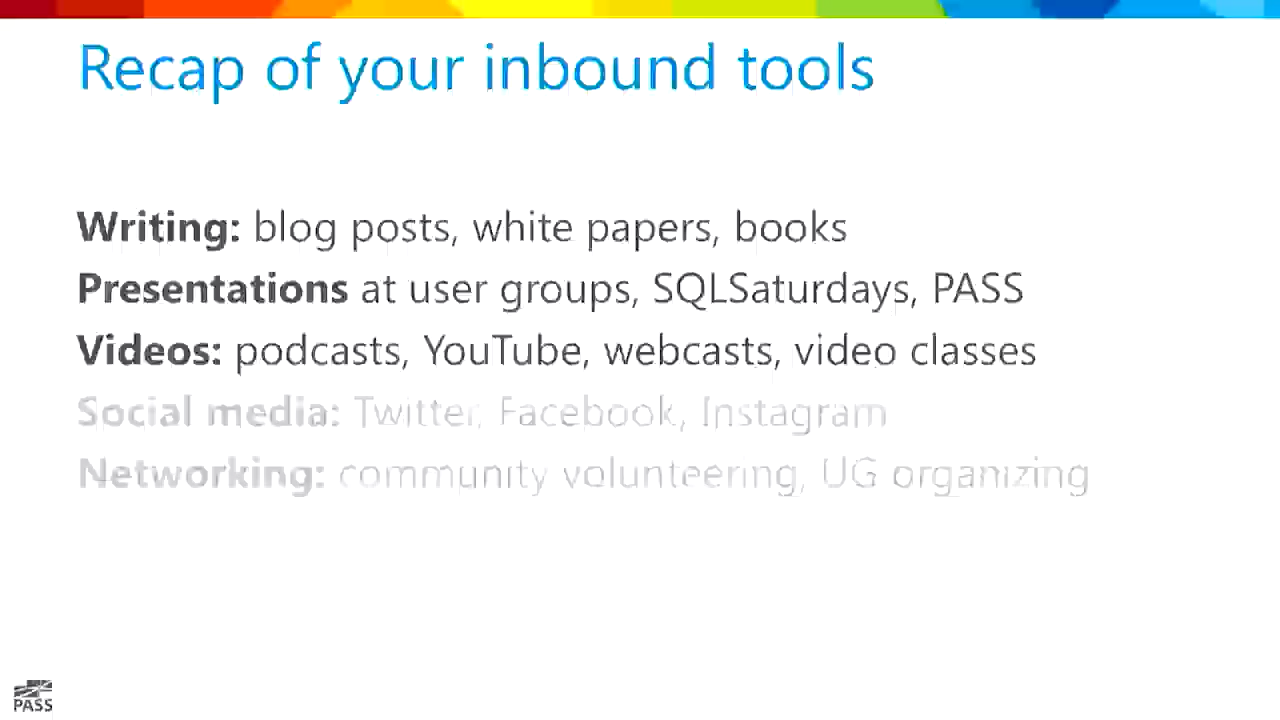 Recap of your inbound tools
Writing: blog posts, white papers, books
Presentations at user groups, SQLSaturdays, PASS
Videos: podcasts, YouTube, webcasts, video classes
Social media: Twitter, Facebook, Instagram
Networking: community volunteering, UG organizing
PASS